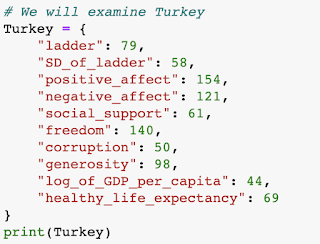 # We will examine Turkey
Turkey = {
    "ladder": 79,
    "SD_of_ladder": 58,
    "positive_affect": 154,
    "negative_affect": 121,
    "social_support": 61,
    "freedom": 140,
    "corruption": 50,
    "generosity": 98,
    "log_of_GDP_per_capita": 44,
    "healthy_life_expectancy": 69
}
print(Turkey)